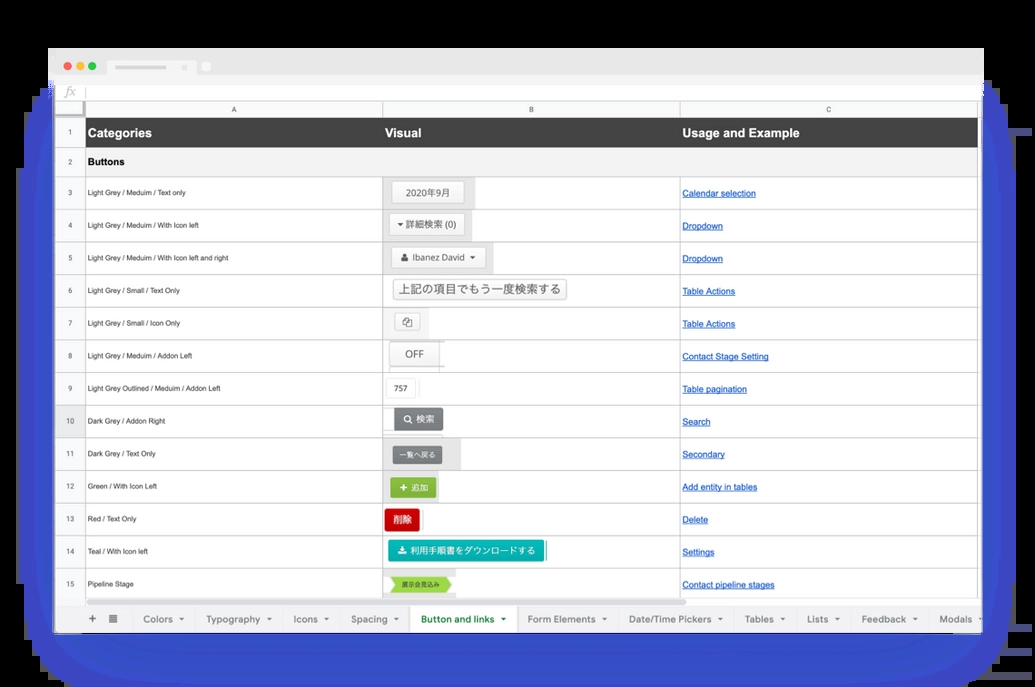 fx
A B C
1 Categories Visual Usage and Example
2 Buttons
3 Light Grey / Meduim / Text only 2020年9月 Calendar selection
4 Light Grey / Meduim / With Icon left 詳細検索 (0) Dropdown
5 Light Grey / Meduim / With Icon left and right Ibanez David Dropdown
6 Light Grey / Small / Text Only 上記の項目でもう一度検索する Table Actions
7 Light Grey / Small / Icon Only Table Actions
8 Light Grey / Meduim / Addon Left OFF Contact Stage Setting
9 Light Grey Outlined / Meduim / Addon Left 757 Table pagination
10 Dark Grey / Addon Right 検索 Search
11 Dark Grey / Text Only 一覧へ戻る Secondary
12 Green / With Icon Left + 追加 Add entity in tables
13 Red / Text Only 削除 Delete
14 Teal / With Icon left 利用手順書をダウンロードする Settings
15 Pipeline Stage 展示会見込み Contact pipeline stages
+ Colors Typography Icons Spacing Button and links Form Elements Date/Time Pickers Tables Lists Feedback Modals